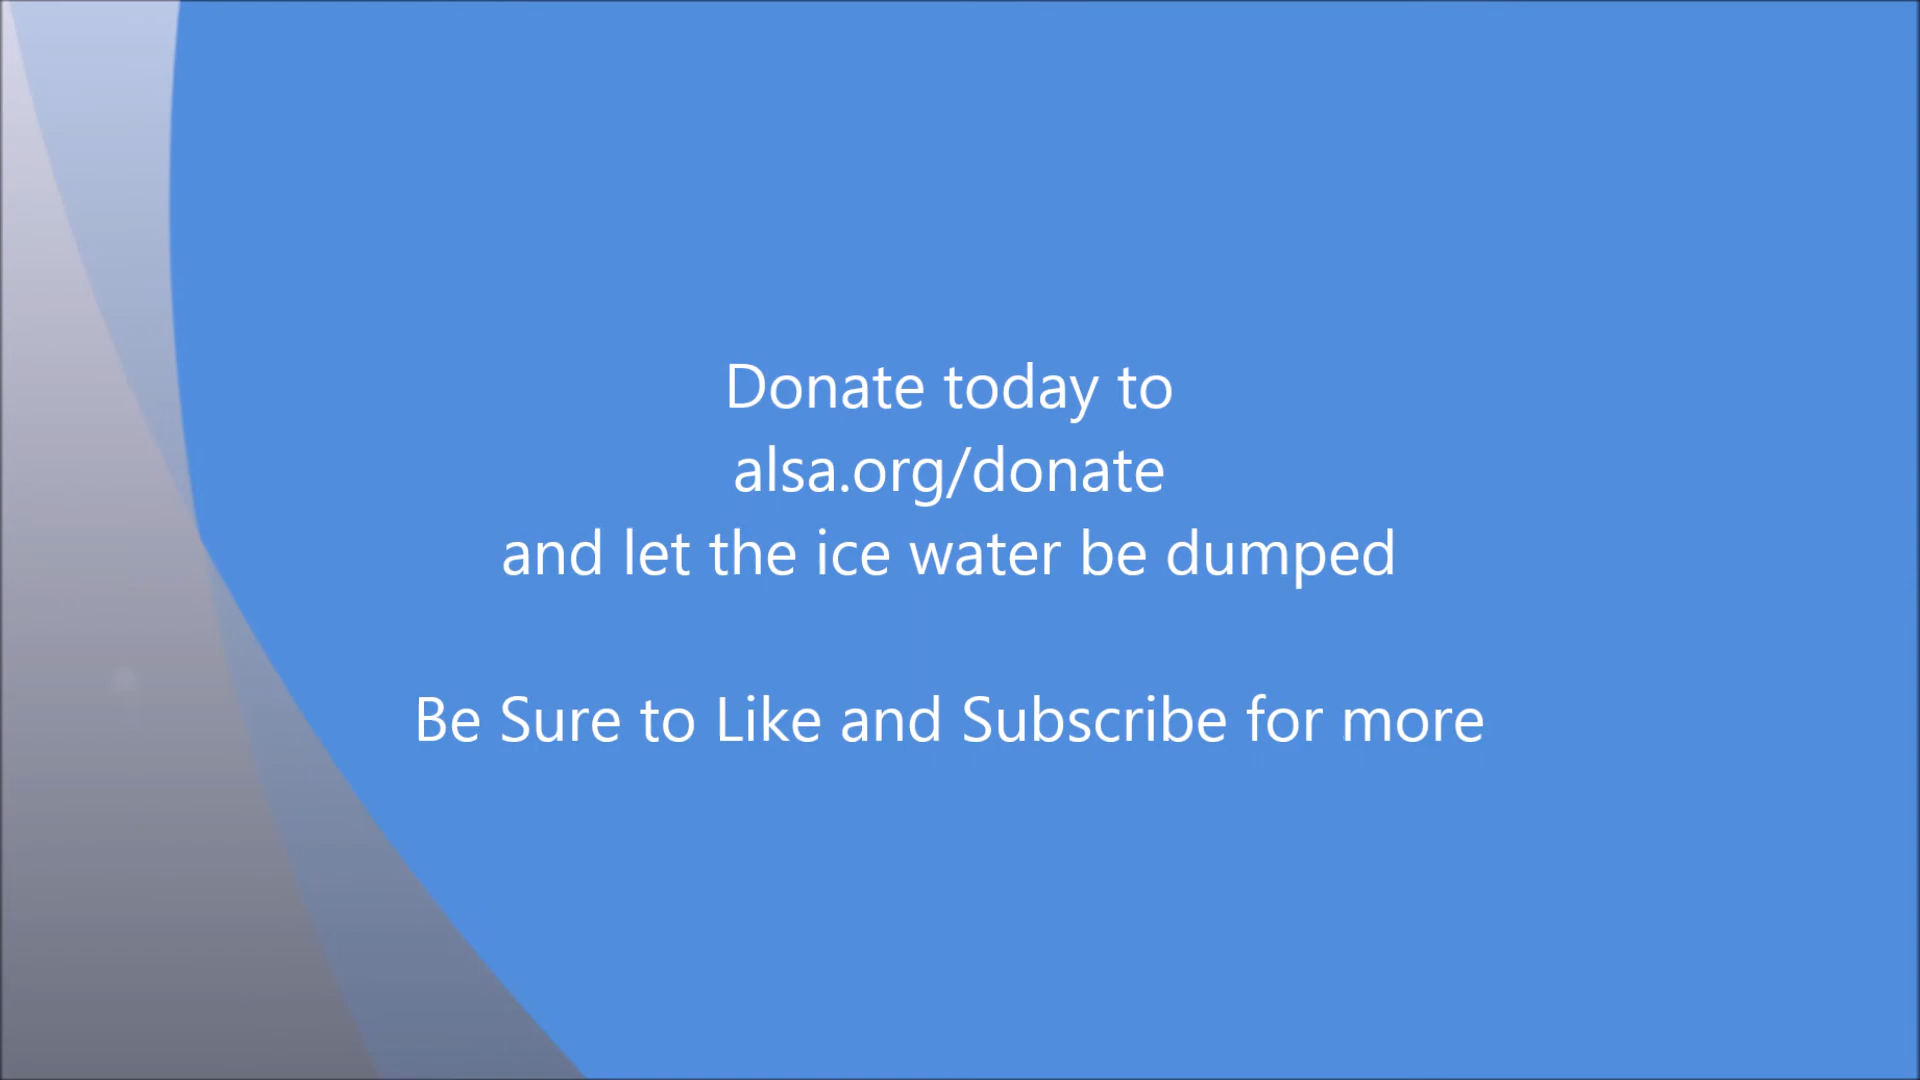 Donate today to
alsa.org/donate
and let the ice water be dumped
Be Sure to Like and Subscribe for more